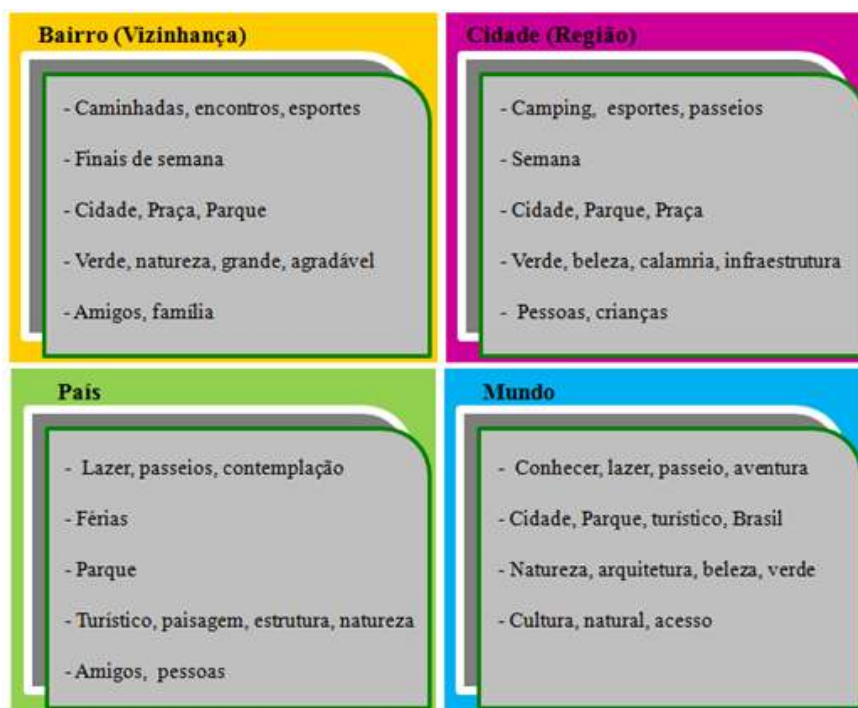 Bairro (Vizinhança)
- Caminhadas, encontros, esportes
- Finais de semana
- Cidade, Praça, Parque
- Verde, natureza, grande, agradável
- Amigos, família
Cidade (Região)
- Camping, esportes, passeios
- Semana
- Cidade, Parque, Praça
- Verde, beleza, calamria, infraestrutura
- Pessoas, crianças
País
- Lazer, passeios, contemplação
- Férias
- Parque
- Turístico, paisagem, estrutura, natureza
- Amigos, pessoas
Mundo
- Conhecer, lazer, passeio, aventura
- Cidade, Parque, turístico, Brasil
- Natureza, arquitetura, beleza, verde
- Cultura, natural, acesso